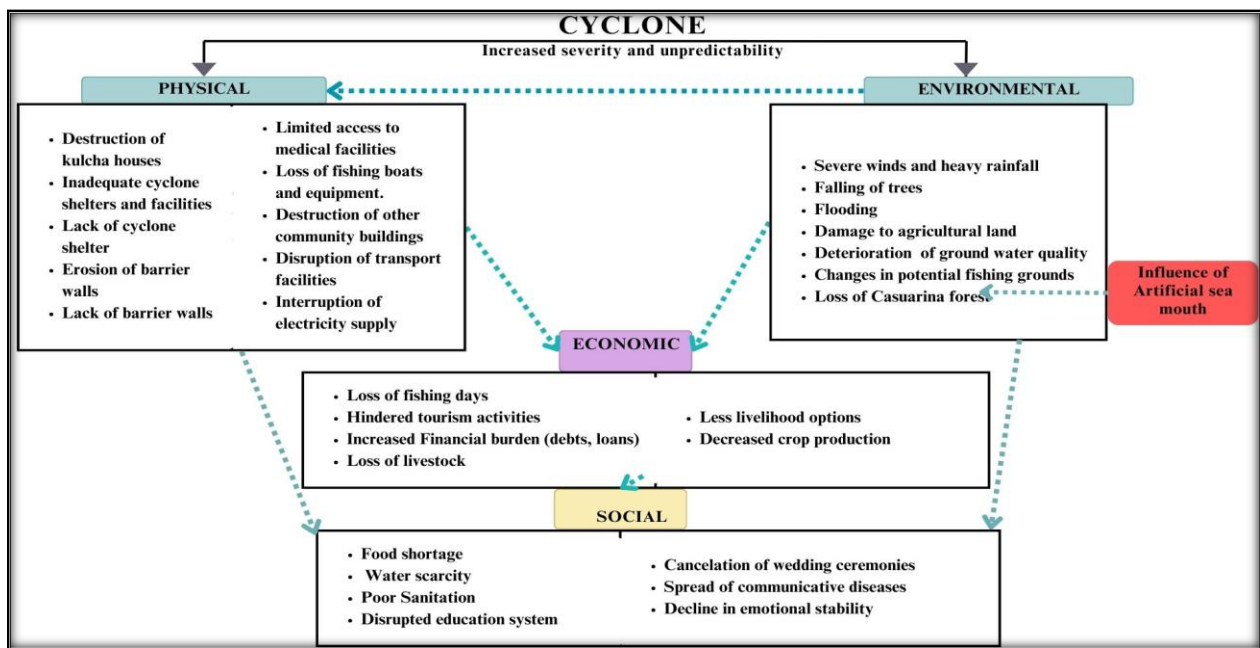 CYCLONE
Increased severity and unpredictability
PHYSICAL
• Destruction of
kulcha houses
• Inadequate cyclone
shelters and facilities
• Lack of cyclone
shelter
• Erosion of barrier
walls
• Lack of barrier walls
• Limited access to
medical facilities
• Loss of fishing boats
and equipment.
• Destruction of other
community buildings
• Disruption of transport
facilities
• Interruption of
electricity supply
ENVIRONMENTAL
• Severe winds and heavy rainfall
• Falling of trees
• Flooding
• Damage to agricultural land
• Deterioration of ground water quality
• Changes in potential fishing grounds
• Loss of Casuarina forest
Influence of
Artificial sea
mouth
ECONOMIC
• Loss of fishing days
• Hindered tourism activities
• Increased Financial burden (debts, loans)
• Loss of livestock
• Less livelihood options
• Decreased crop production
SOCIAL
• Food shortage
• Water scarcity
• Poor Sanitation
• Disrupted education system
• Cancelation of wedding ceremonies
• Spread of communicative diseases
• Decline in emotional stability